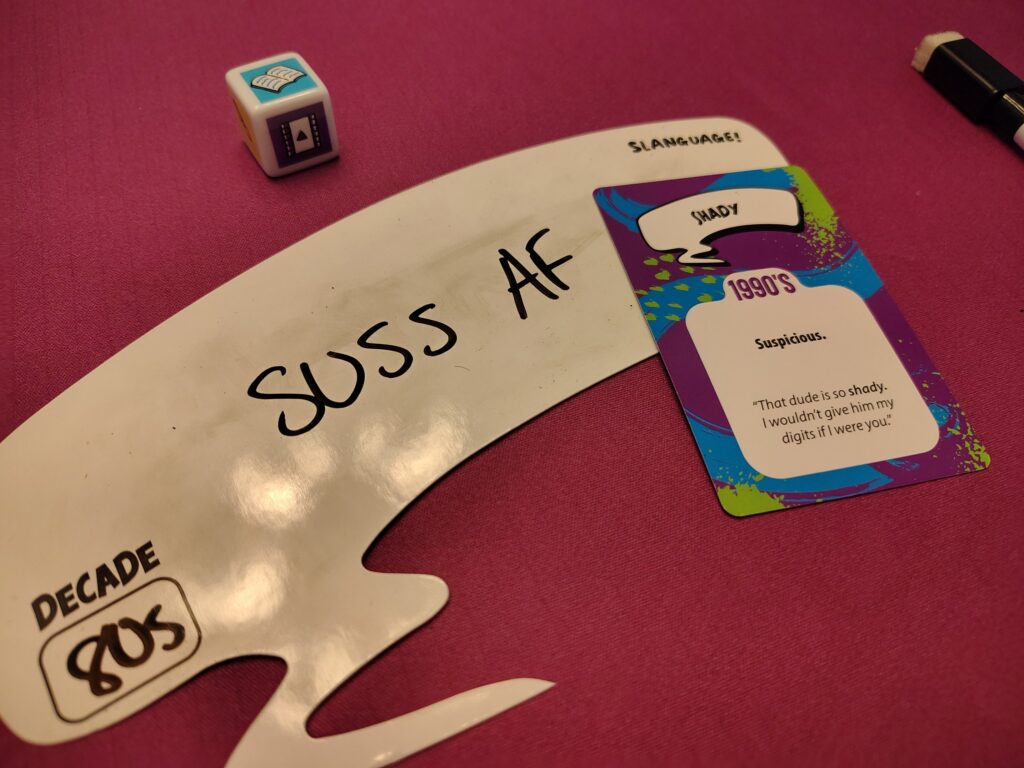 SLANGUAGE!
SUSS AF
DECADE
80s
SHADY
1990'S
Suspicious.
"That dude is so shady.
I wouldn't give him my
digits if I were you."